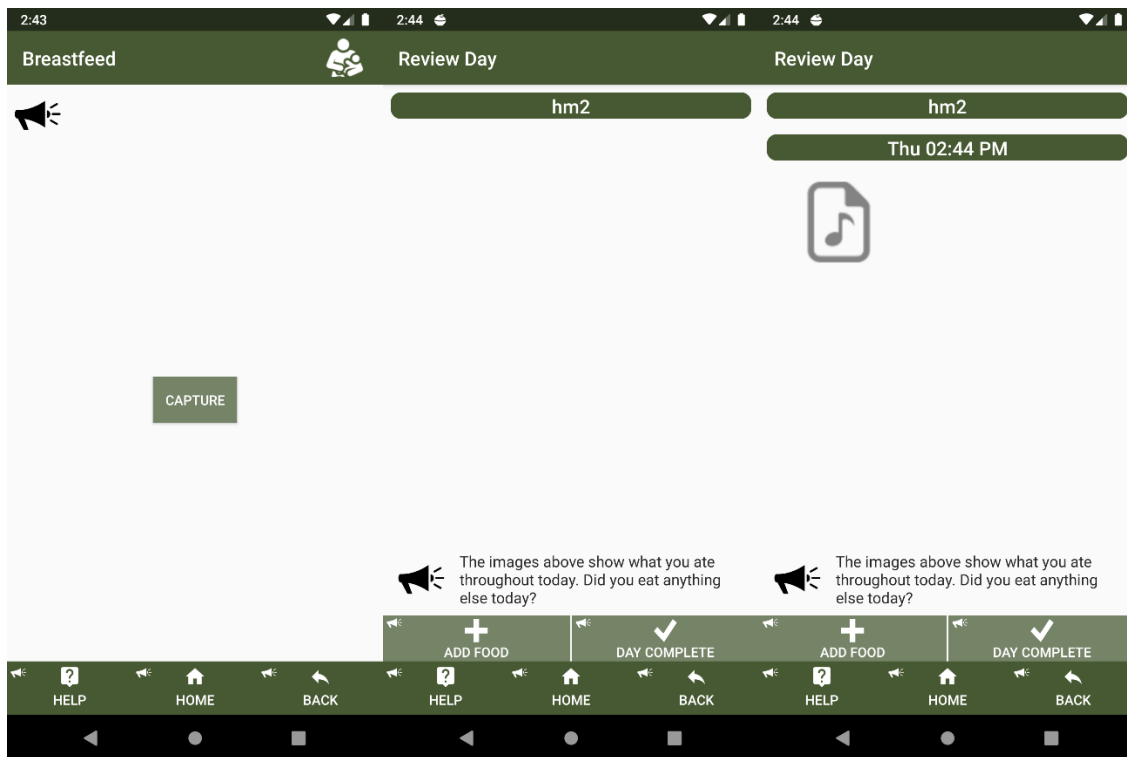 2:43
Breastfeed
CAPTURE
HELP
HOME
BACK
2:44
Review Day
hm2
The images above show what you ate
throughout today. Did you eat anything
else today?
ADD FOOD
DAY COMPLETE
HELP
HOME
BACK
2:44
Review Day
hm2
Thu 02:44 PM
The images above show what you ate
throughout today. Did you eat anything
else today?
ADD FOOD
DAY COMPLETE
HELP
HOME
BACK